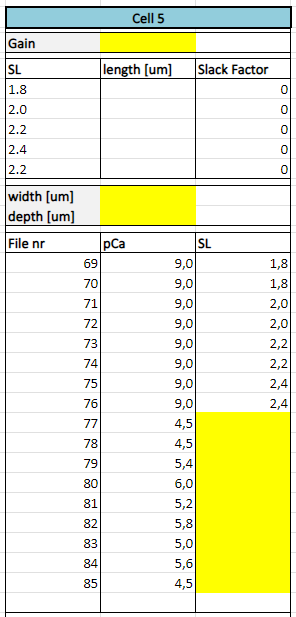 Cell 5
Gain
SL length [um] Slack Factor
1.8 0
2.0 0
2.2 0
2.4 0
2.2 0
width [um]
depth [um]
File nr pCa SL
69 9,0 1,8
70 9,0 1,8
71 9,0 2,0
72 9,0 2,0
73 9,0 2,2
74 9,0 2,2
75 9,0 2,4
76 9,0 2,4
77 4,5
78 4,5
79 5,4
80 6,0
81 5,2
82 5,8
83 5,0
84 5,6
85 4,5